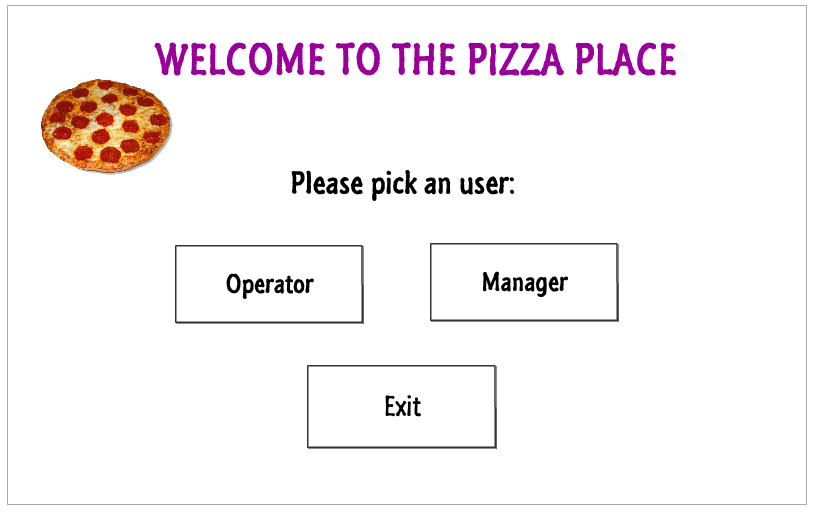 WELCOME TO THE PIZZA PLACE
Please pick an user:
Operator
Manager
Exit